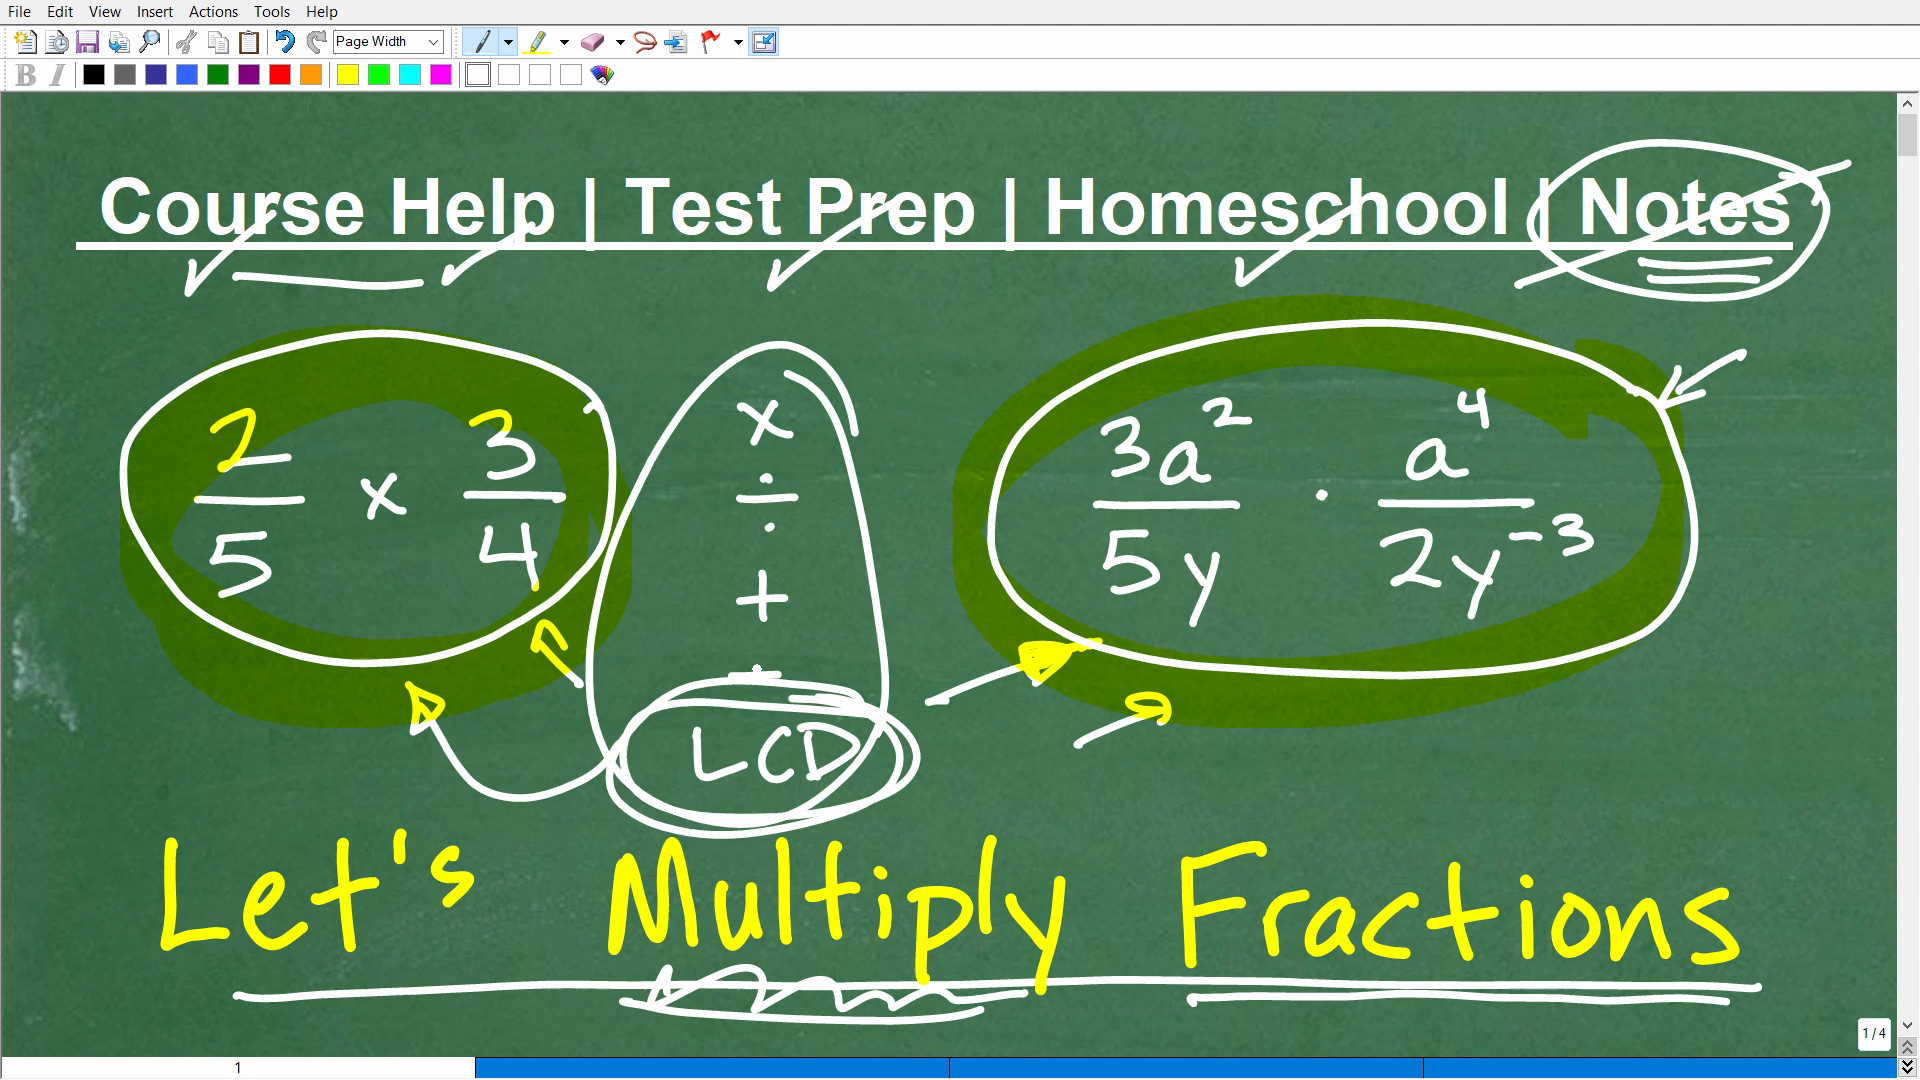 File Edit View Insert Actions Tools Help
Page Width
B I
Course Help | Test Prep | Homeschool | Notes
2/5 x 3/4
x
÷
+
−
LCD
3a²/5y · a⁴/2y⁻³
Let's Multiply Fractions
1 / 4
1